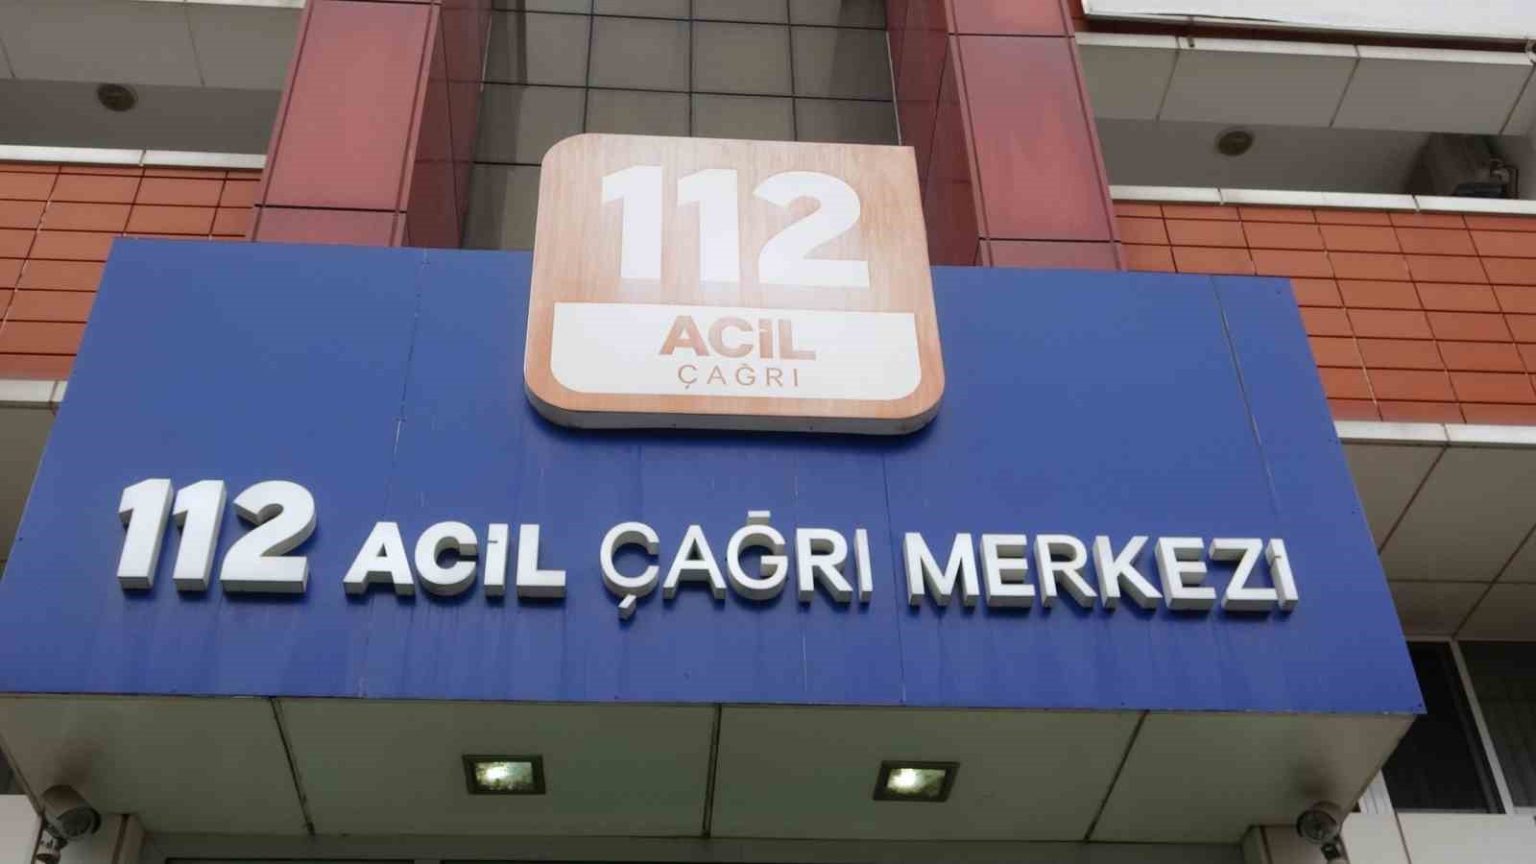 112
ACİL
ÇAĞRI
112 ACİL ÇAĞRI MERKEZİ